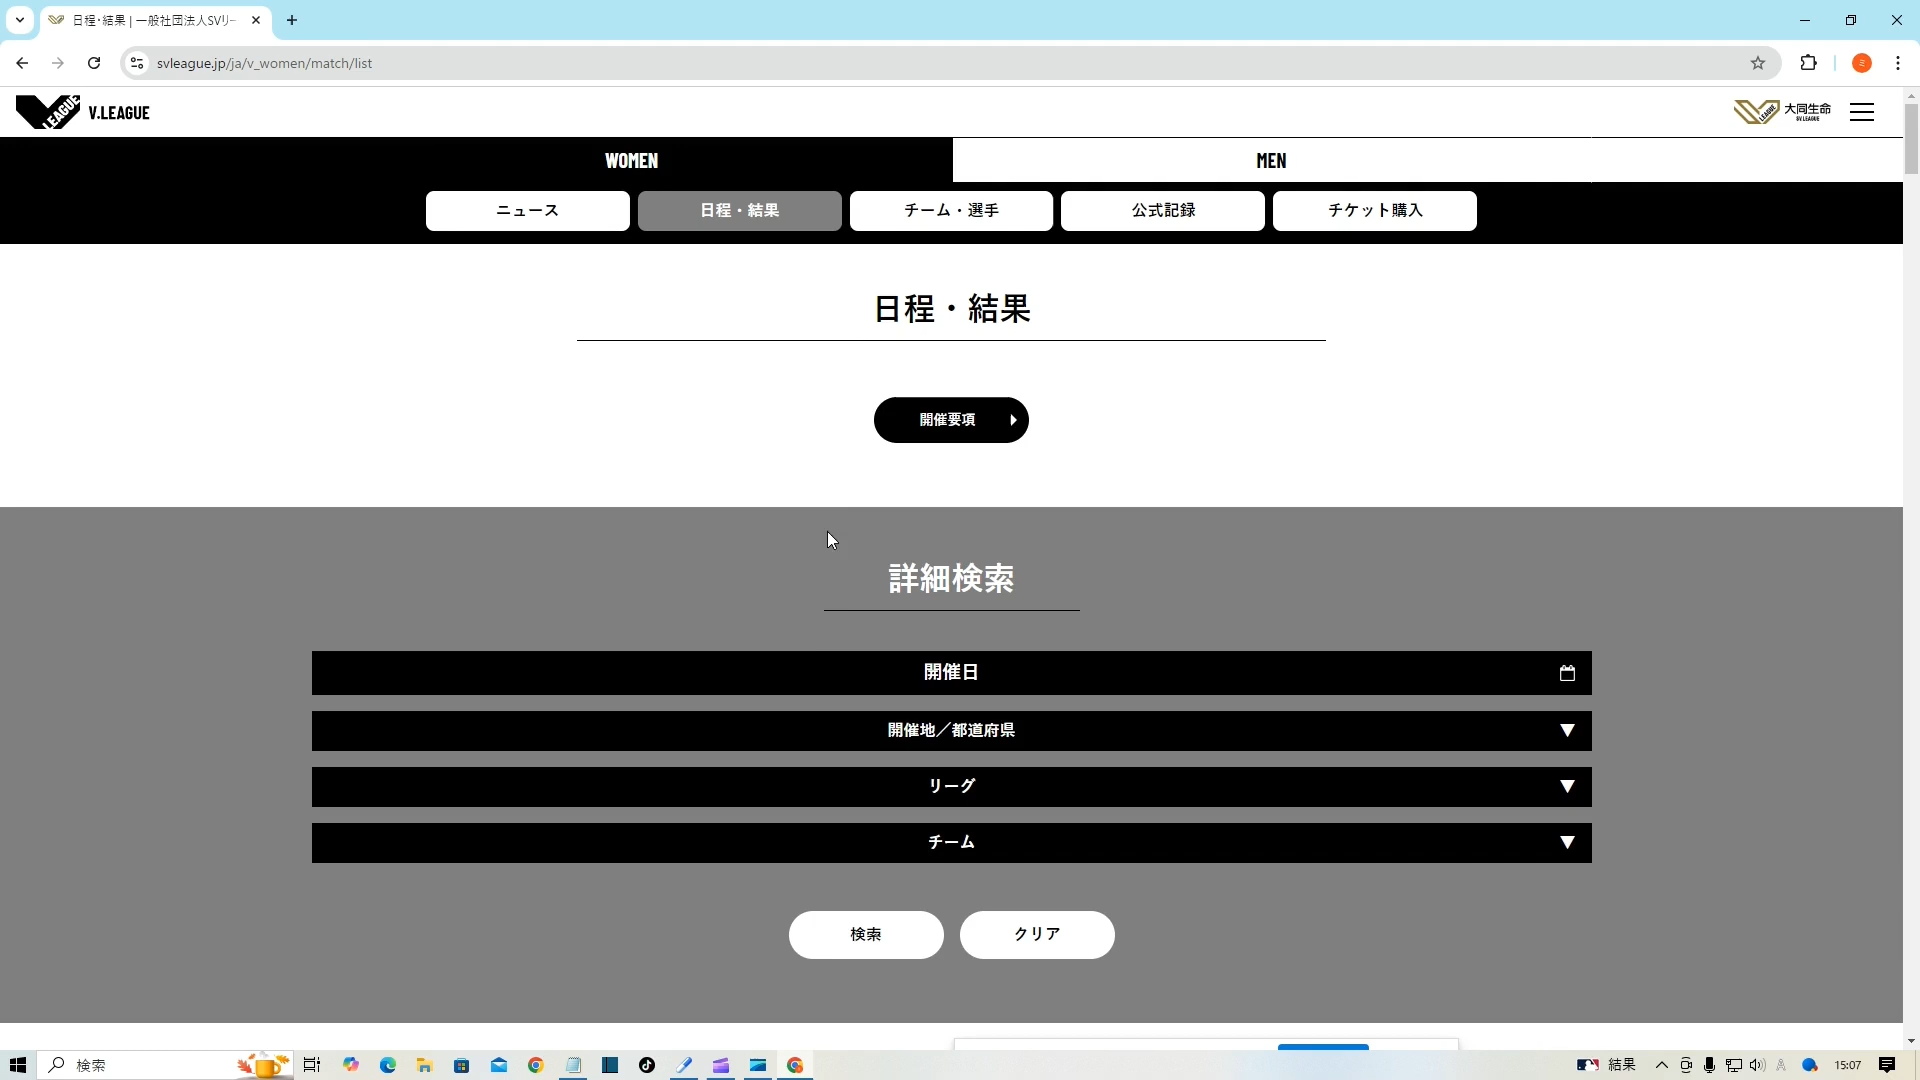 日程・結果 | 一般社団法人SVリー
svleague.jp/ja/v_women/match/list
LEAGUE
V.LEAGUE
LEAGUE
大同生命
SV.LEAGUE
WOMEN
MEN
ニュース
日程・結果
チーム・選手
公式記録
チケット購入
日程・結果
開催要項
詳細検索
開催日
開催地／都道府県
リーグ
チーム
検索
クリア
検索
結果
A
15:07